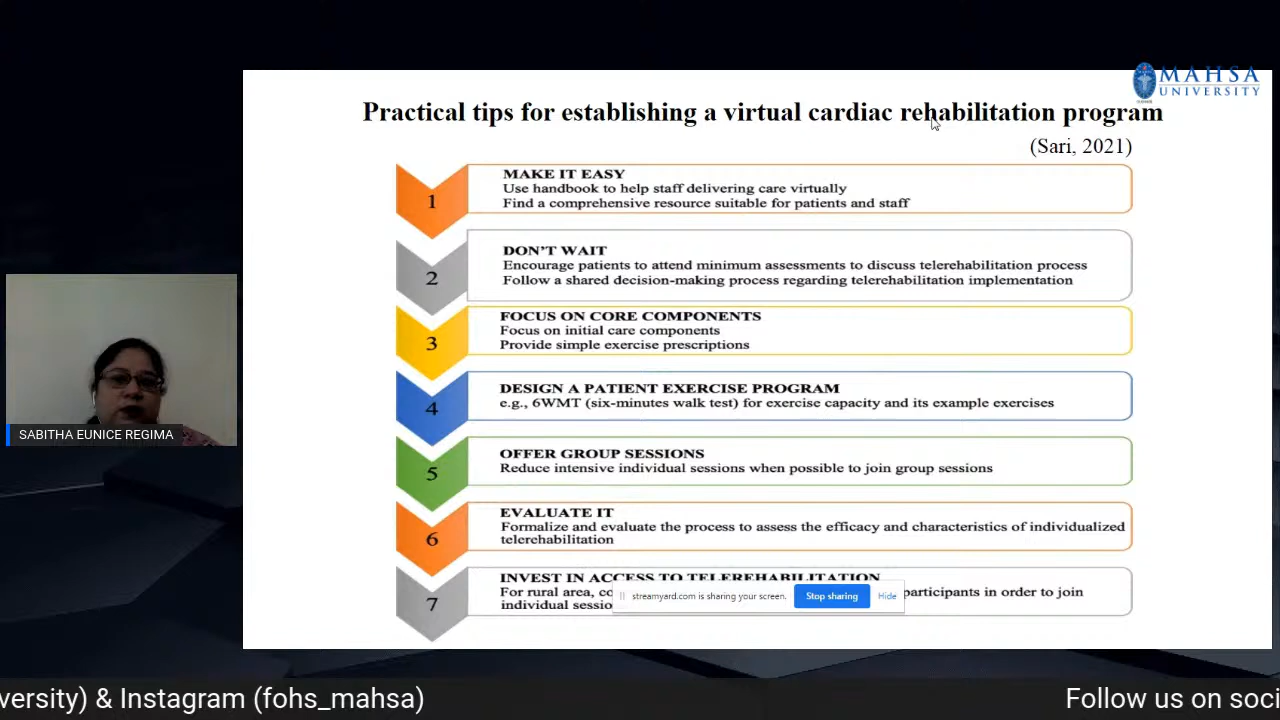 MAHSA
UNIVERSITY
Practical tips for establishing a virtual cardiac rehabilitation program
(Sari, 2021)
1
MAKE IT EASY
Use handbook to help staff delivering care virtually
Find a comprehensive resource suitable for patients and staff
2
DON'T WAIT
Encourage patients to attend minimum assessments to discuss telerehabilitation process
Follow a shared decision-making process regarding telerehabilitation implementation
3
FOCUS ON CORE COMPONENTS
Focus on initial care components
Provide simple exercise prescriptions
4
DESIGN A PATIENT EXERCISE PROGRAM
e.g., 6WMT (six-minutes walk test) for exercise capacity and its example exercises
5
OFFER GROUP SESSIONS
Reduce intensive individual sessions when possible to join group sessions
6
EVALUATE IT
Formalize and evaluate the process to assess the efficacy and characteristics of individualized
telerehabilitation
7
INVEST IN ACCESS TO TELEREHABILITATION
For rural area, participants in order to join
individual
streamyard.com is sharing your screen.
Stop sharing
Hide
SABITHA EUNICE REGIMA
versity) & Instagram (fohs_mahsa)
Follow us on soci